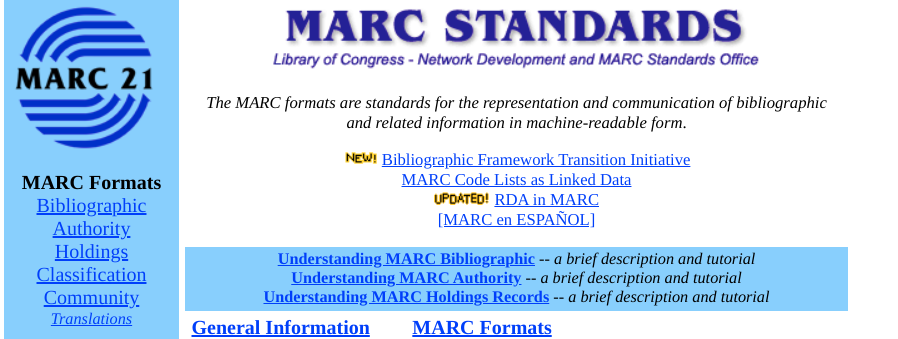 MARC 21
MARC Formats
Bibliographic
Authority
Holdings
Classification
Community
Translations
MARC STANDARDS
Library of Congress - Network Development and MARC Standards Office
The MARC formats are standards for the representation and communication of bibliographic
and related information in machine-readable form.
NEW! Bibliographic Framework Transition Initiative
MARC Code Lists as Linked Data
UPDATED! RDA in MARC
[MARC en ESPAÑOL]
Understanding MARC Bibliographic -- a brief description and tutorial
Understanding MARC Authority -- a brief description and tutorial
Understanding MARC Holdings Records -- a brief description and tutorial
General Information MARC Formats